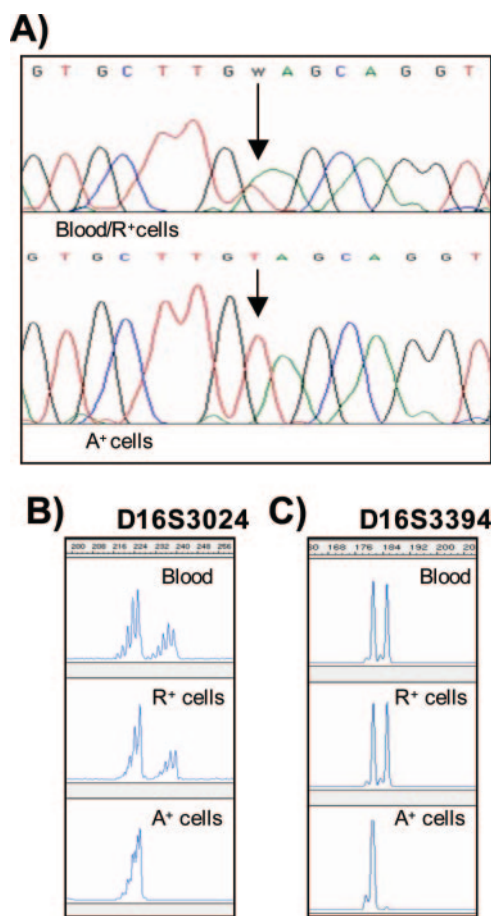 A)
G T G C T T G W A G C A G G T
Blood/R+cells
G T G C T T G T A G C A G G T
A+ cells
B) D16S3024
200 208 216 224 232 240 248 256
Blood
R+ cells
A+ cells
C) D16S3394
168 176 184 192 200
Blood
R+ cells
A+ cells